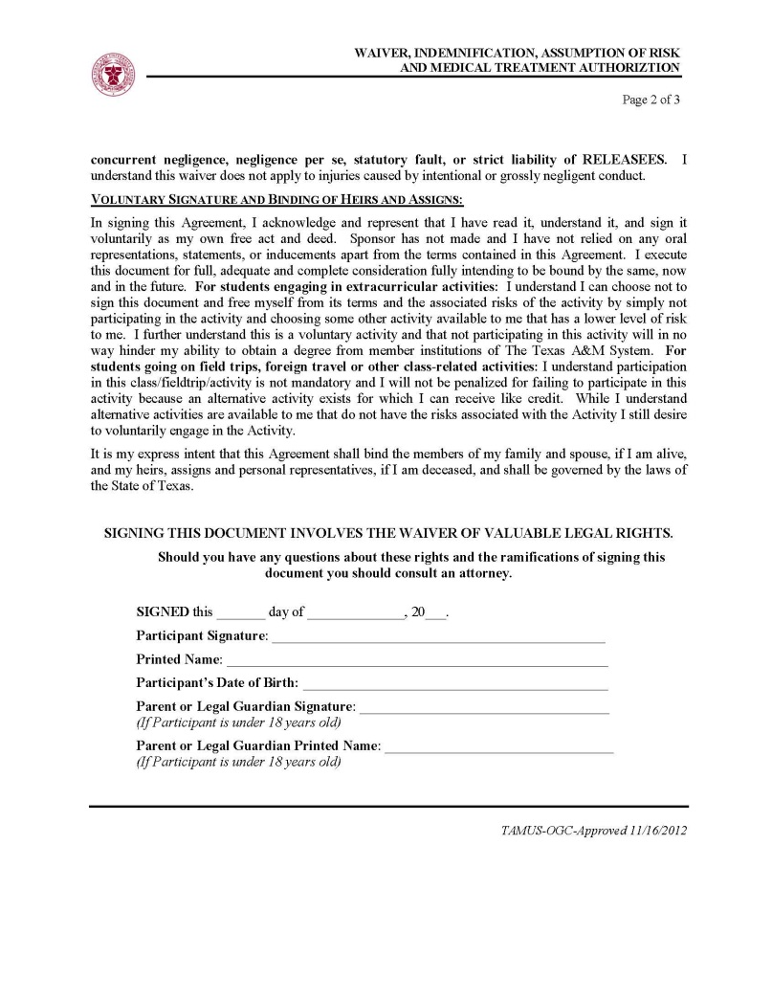 WAIVER, INDEMNIFICATION, ASSUMPTION OF RISK
AND MEDICAL TREATMENT AUTHORIZTION
Page 2 of 3
concurrent negligence, negligence per se, statutory fault, or strict liability of RELEASEES. I
understand this waiver does not apply to injuries caused by intentional or grossly negligent conduct.
VOLUNTARY SIGNATURE AND BINDING OF HEIRS AND ASSIGNS:
In signing this Agreement, I acknowledge and represent that I have read it, understand it, and sign it
voluntarily as my own free act and deed. Sponsor has not made and I have not relied on any oral
representations, statements, or inducements apart from the terms contained in this Agreement. I execute
this document for full, adequate and complete consideration fully intending to be bound by the same, now
and in the future. For students engaging in extracurricular activities: I understand I can choose not to
sign this document and free myself from its terms and the associated risks of the activity by simply not
participating in the activity and choosing some other activity available to me that has a lower level of risk
to me. I further understand this is a voluntary activity and that not participating in this activity will in no
way hinder my ability to obtain a degree from member institutions of The Texas A&M System. For
students going on field trips, foreign travel or other class-related activities: I understand participation
in this class/fieldtrip/activity is not mandatory and I will not be penalized for failing to participate in this
activity because an alternative activity exists for which I can receive like credit. While I understand
alternative activities are available to me that do not have the risks associated with the Activity I still desire
to voluntarily engage in the Activity.
It is my express intent that this Agreement shall bind the members of my family and spouse, if I am alive,
and my heirs, assigns and personal representatives, if I am deceased, and shall be governed by the laws of
the State of Texas.
SIGNING THIS DOCUMENT INVOLVES THE WAIVER OF VALUABLE LEGAL RIGHTS.
Should you have any questions about these rights and the ramifications of signing this
document you should consult an attorney.
SIGNED this _______ day of ______________, 20___.
Participant Signature: ________________________________________________
Printed Name: _______________________________________________________
Participant's Date of Birth: ____________________________________________
Parent or Legal Guardian Signature: ____________________________________
(If Participant is under 18 years old)
Parent or Legal Guardian Printed Name: _________________________________
(If Participant is under 18 years old)
TAMUS-OGC-Approved 11/16/2012